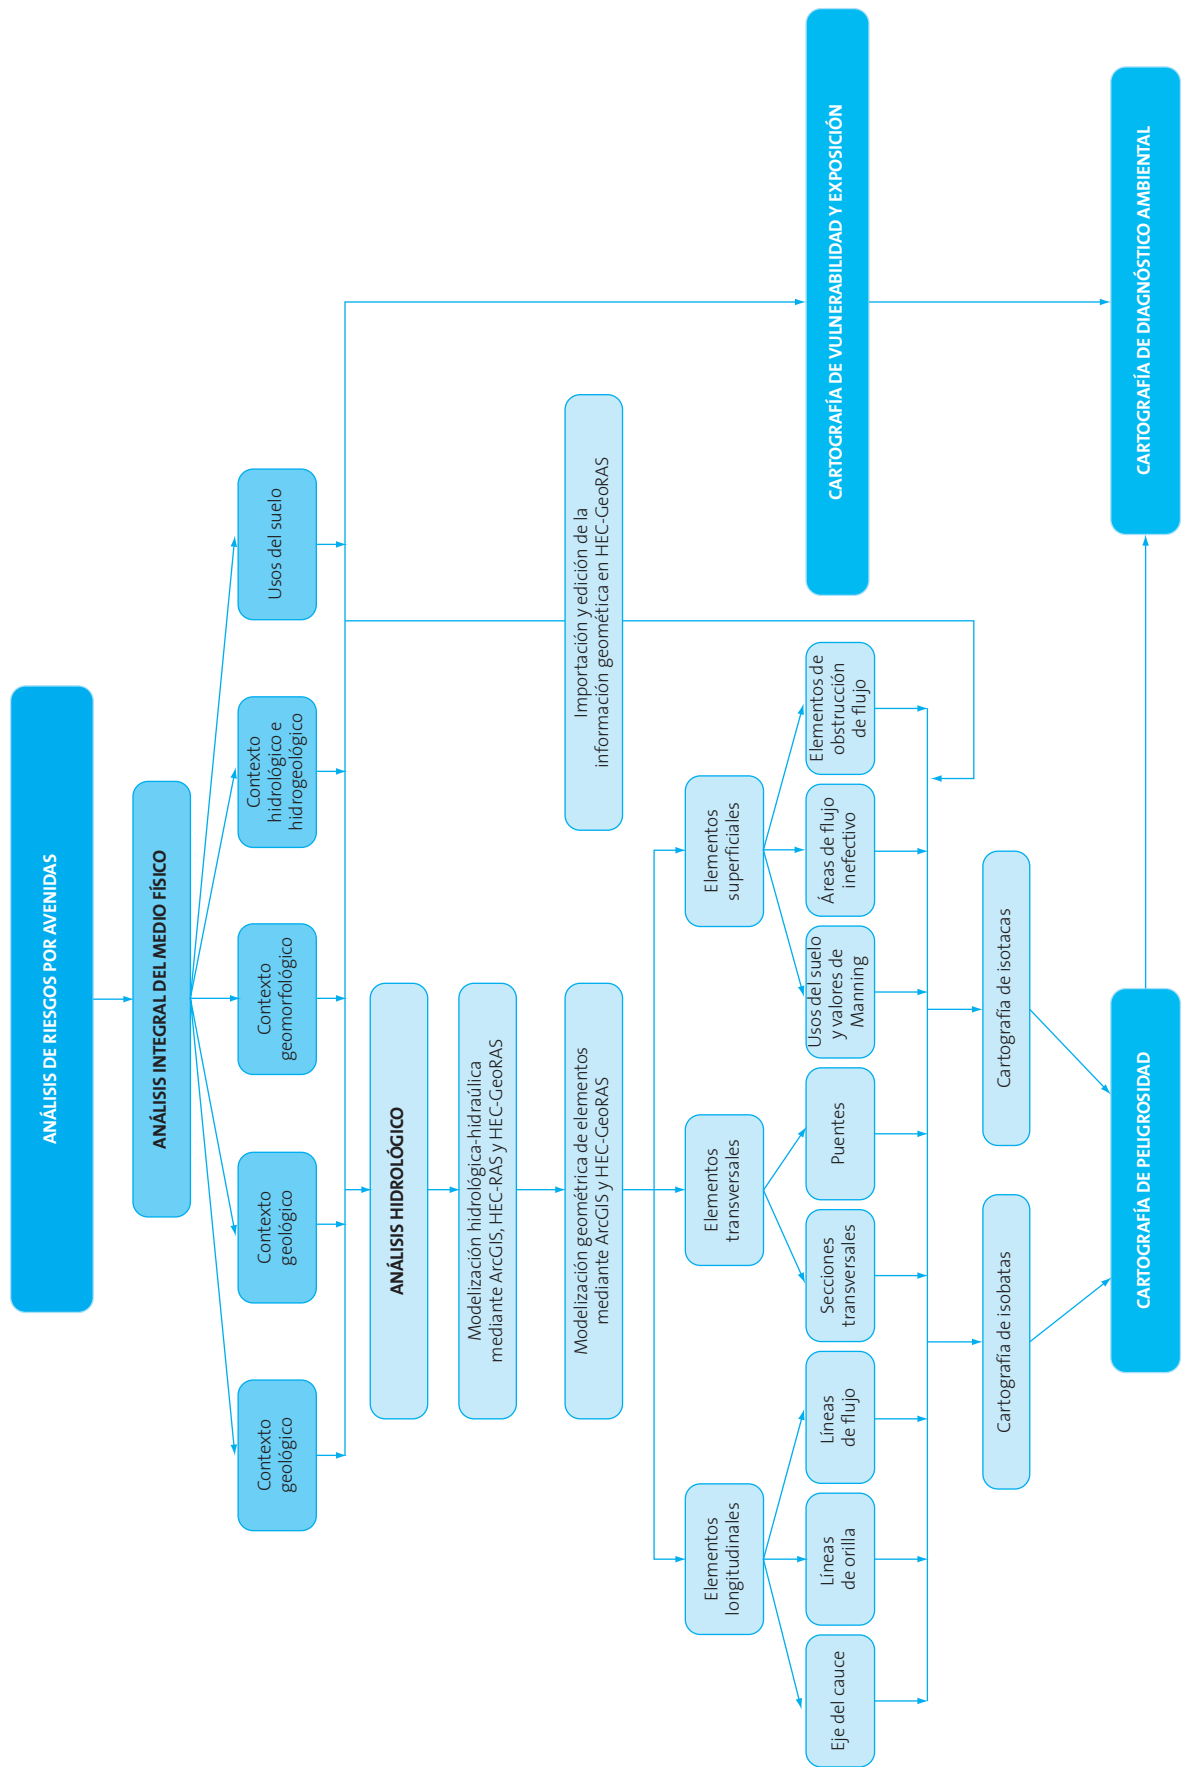 ANÁLISIS DE RIESGOS POR AVENIDAS
ANÁLISIS INTEGRAL DEL MEDIO FÍSICO
Contexto
geológico
Contexto
geológico
Contexto
geomorfológico
Contexto
hidrológico e
hidrogeológico
Usos del suelo
ANÁLISIS HIDROLÓGICO
Modelización hidrológica-hidraúlica
mediante ArcGIS, HEC-RAS y HEC-GeoRAS
Modelización geométrica de elementos
mediante ArcGIS y HEC-GeoRAS
Importación y edición de la
información geomética en HEC-GeoRAS
Elementos
longitudinales
Elementos
transversales
Elementos
superficiales
Eje del cauce
Líneas
de orilla
Líneas
de flujo
Secciones
transversales
Puentes
Usos del suelo
y valores de
Manning
Áreas de flujo
inefectivo
Elementos de
obstrucción
de flujo
CARTOGRAFÍA DE VULNERABILIDAD Y EXPOSICIÓN
Cartografía de isobatas
Cartografía de isotacas
CARTOGRAFÍA DE PELIGROSIDAD
CARTOGRAFÍA DE DIAGNÓSTICO AMBIENTAL